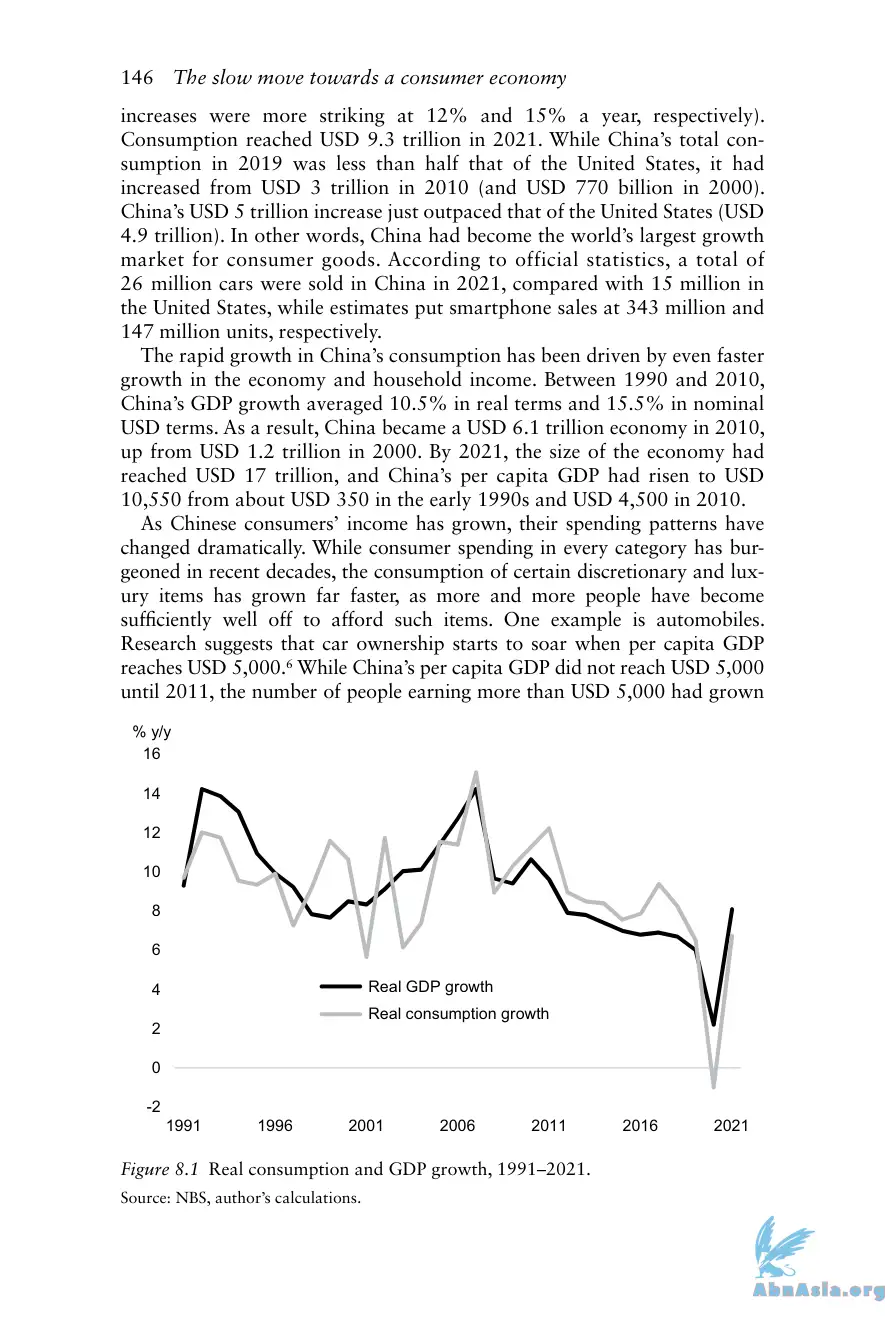 146 The slow move towards a consumer economy
increases were more striking at 12% and 15% a year, respectively).
Consumption reached USD 9.3 trillion in 2021. While China’s total con-
sumption in 2019 was less than half that of the United States, it had
increased from USD 3 trillion in 2010 (and USD 770 billion in 2000).
China’s USD 5 trillion increase just outpaced that of the United States (USD
4.9 trillion). In other words, China had become the world’s largest growth
market for consumer goods. According to official statistics, a total of
26 million cars were sold in China in 2021, compared with 15 million in
the United States, while estimates put smartphone sales at 343 million and
147 million units, respectively.
The rapid growth in China’s consumption has been driven by even faster
growth in the economy and household income. Between 1990 and 2010,
China’s GDP growth averaged 10.5% in real terms and 15.5% in nominal
USD terms. As a result, China became a USD 6.1 trillion economy in 2010,
up from USD 1.2 trillion in 2000. By 2021, the size of the economy had
reached USD 17 trillion, and China’s per capita GDP had risen to USD
10,550 from about USD 350 in the early 1990s and USD 4,500 in 2010.
As Chinese consumers’ income has grown, their spending patterns have
changed dramatically. While consumer spending in every category has bur-
geoned in recent decades, the consumption of certain discretionary and lux-
ury items has grown far faster, as more and more people have become
sufficiently well off to afford such items. One example is automobiles.
Research suggests that car ownership starts to soar when per capita GDP
reaches USD 5,000.⁶ While China’s per capita GDP did not reach USD 5,000
until 2011, the number of people earning more than USD 5,000 had grown
% y/y
16
14
12
10
8
6
4
2
0
-2
Real GDP growth
Real consumption growth
1991 1996 2001 2006 2011 2016 2021
Figure 8.1 Real consumption and GDP growth, 1991–2021.
Source: NBS, author’s calculations.
AbnAsia.org